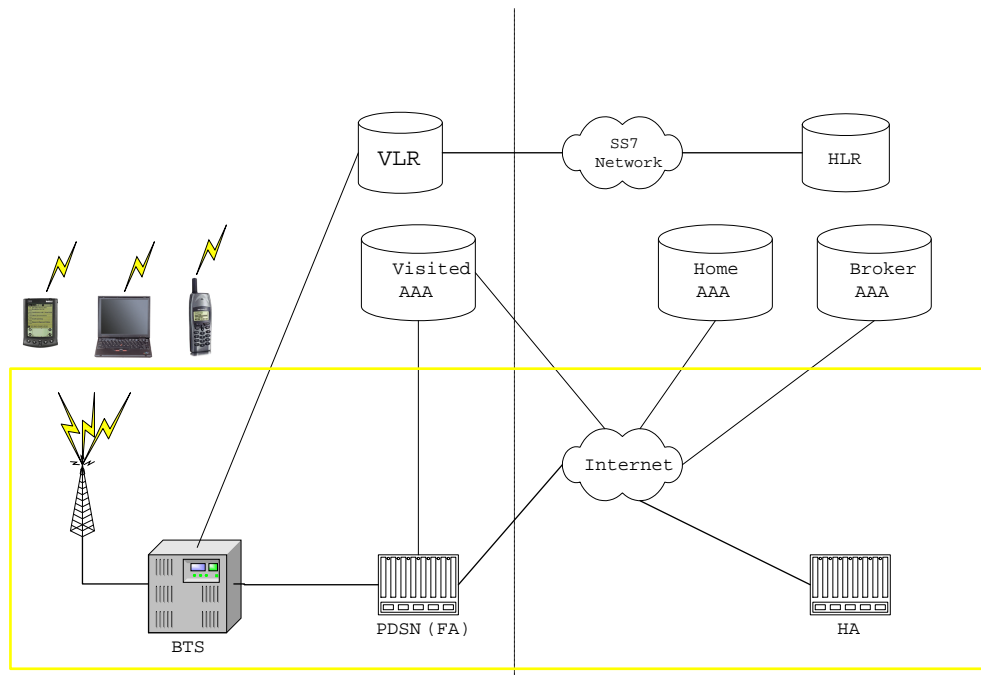 VLR
SS7
Network
HLR
Visited
AAA
Home
AAA
Broker
AAA
Internet
BTS
PDSN (FA)
HA